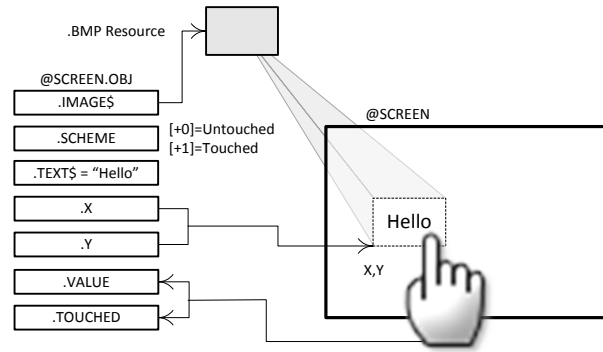 .BMP Resource
@SCREEN.OBJ
.IMAGE$
.SCHEME
[+0]=Untouched
[+1]=Touched
.TEXT$ = “Hello”
.X
.Y
.VALUE
.TOUCHED
@SCREEN
Hello
X,Y